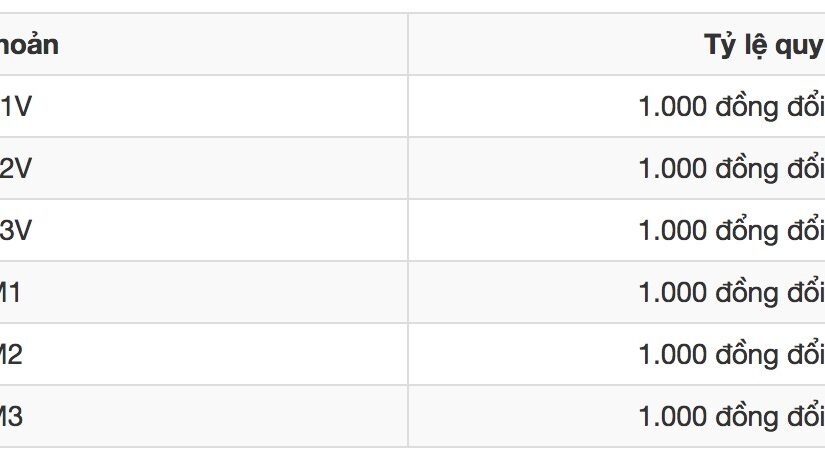 hoản Tỷ lệ quy
1V 1.000 đồng đổi
2V 1.000 đồng đổi
3V 1.000 đổng đổi
M1 1.000 đồng đổi
M2 1.000 đồng đổi
M3 1.000 đồng đổi